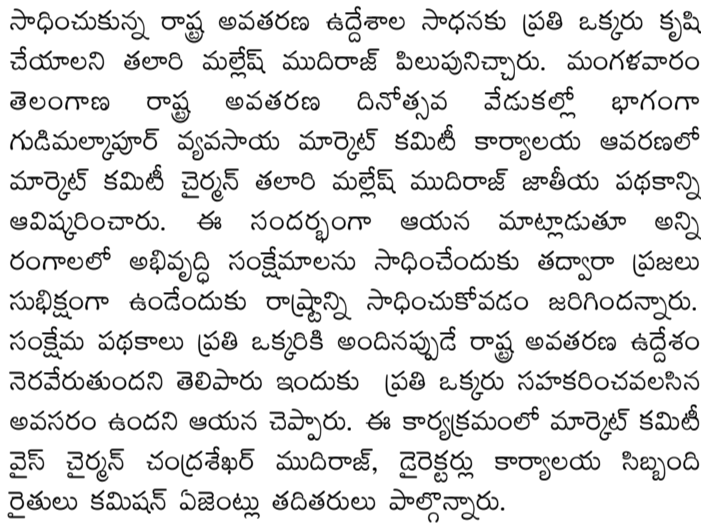 సాధించుకున్న రాష్ట్ర అవతరణ ఉద్దేశాల సాధనకు ప్రతి ఒక్కరు కృషి
చేయాలని తలారి మల్లేష్ ముదిరాజ్ పిలుపునిచ్చారు. మంగళవారం
తెలంగాణ రాష్ట్ర అవతరణ దినోత్సవ వేడుకల్లో భాగంగా
గుడిమల్కాపూర్ వ్యవసాయ మార్కెట్ కమిటీ కార్యాలయ ఆవరణలో
మార్కెట్ కమిటీ చైర్మన్ తలారి మల్లేష్ ముదిరాజ్ జాతీయ పథకాన్ని
ఆవిష్కరించారు. ఈ సందర్భంగా ఆయన మాట్లాడుతూ అన్ని
రంగాలలో అభివృద్ధి సంక్షేమాలను సాధించేందుకు తద్వారా ప్రజలు
సుభిక్షంగా ఉండేందుకు రాష్ట్రాన్ని సాధించుకోవడం జరిగిందన్నారు.
సంక్షేమ పథకాలు ప్రతి ఒక్కరికి అందినప్పుడే రాష్ట్ర అవతరణ ఉద్దేశం
నెరవేరుతుందని తెలిపారు ఇందుకు ప్రతి ఒక్కరు సహకరించవలసిన
అవసరం ఉందని ఆయన చెప్పారు. ఈ కార్యక్రమంలో మార్కెట్ కమిటీ
వైస్ చైర్మన్ చంద్రశేఖర్ ముదిరాజ్, డైరెక్టర్లు కార్యాలయ సిబ్బంది
రైతులు కమిషన్ ఏజెంట్లు తదితరులు పాల్గొన్నారు.